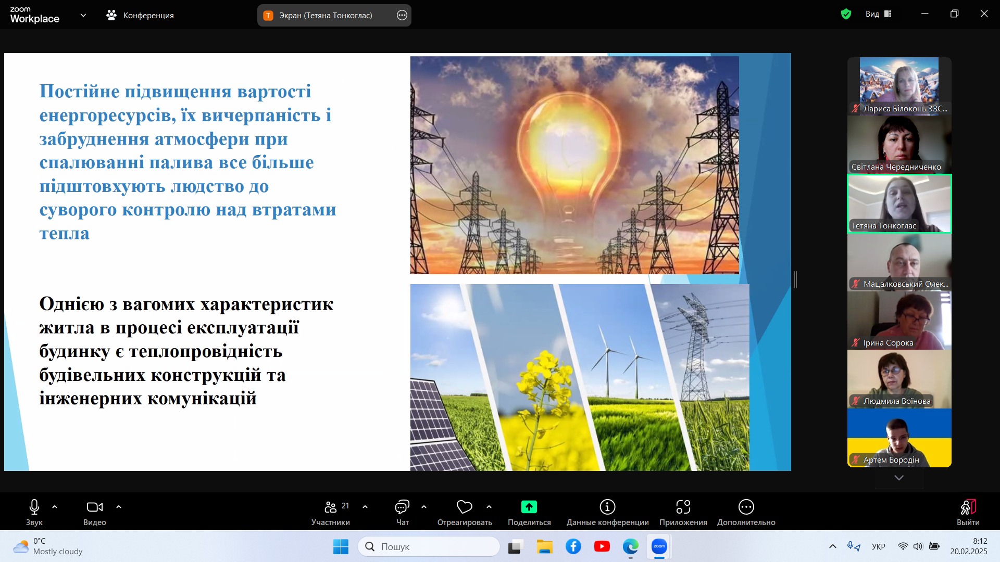 zoom
Workplace
Конференция
T Экран (Тетяна Тонкоглас)
Вид
Постійне підвищення вартості
енергоресурсів, їх вичерпаність і
забруднення атмосфери при
спалюванні палива все більше
підштовхують людство до
суворого контролю над втратами
тепла
Однією з вагомих характеристик
житла в процесі експлуатації
будинку є теплопровідність
будівельних конструкцій та
інженерних комунікацій
Лариса Білоконь ЗЗС...
Світлана Чередниченко
Тетяна Тонкоглас
Мацалковський Олек...
Ірина Сорока
Людмила Воїнова
Артем Бородін
Звук
Видео
21
Участники
Чат
Отреагировать
Поделиться
Данные конференции
Приложения
Дополнительно
Выйти
0°C
Mostly cloudy
Пошук
zoom
УКР
8:12
20.02.2025